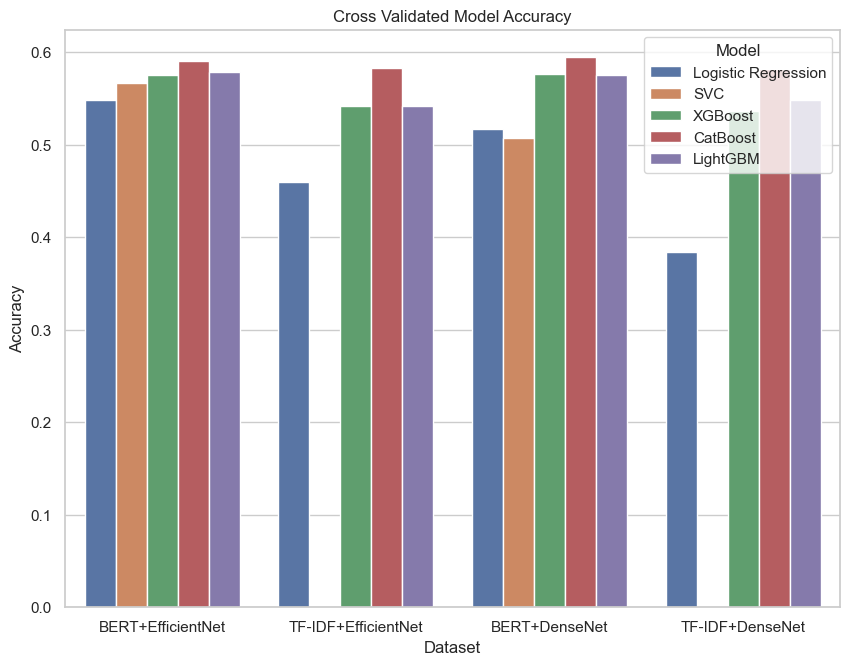 Cross Validated Model Accuracy
Model
Logistic Regression
SVC
XGBoost
CatBoost
LightGBM
Accuracy
0.6
0.5
0.4
0.3
0.2
0.1
0.0
BERT+EfficientNet
TF-IDF+EfficientNet
BERT+DenseNet
TF-IDF+DenseNet
Dataset